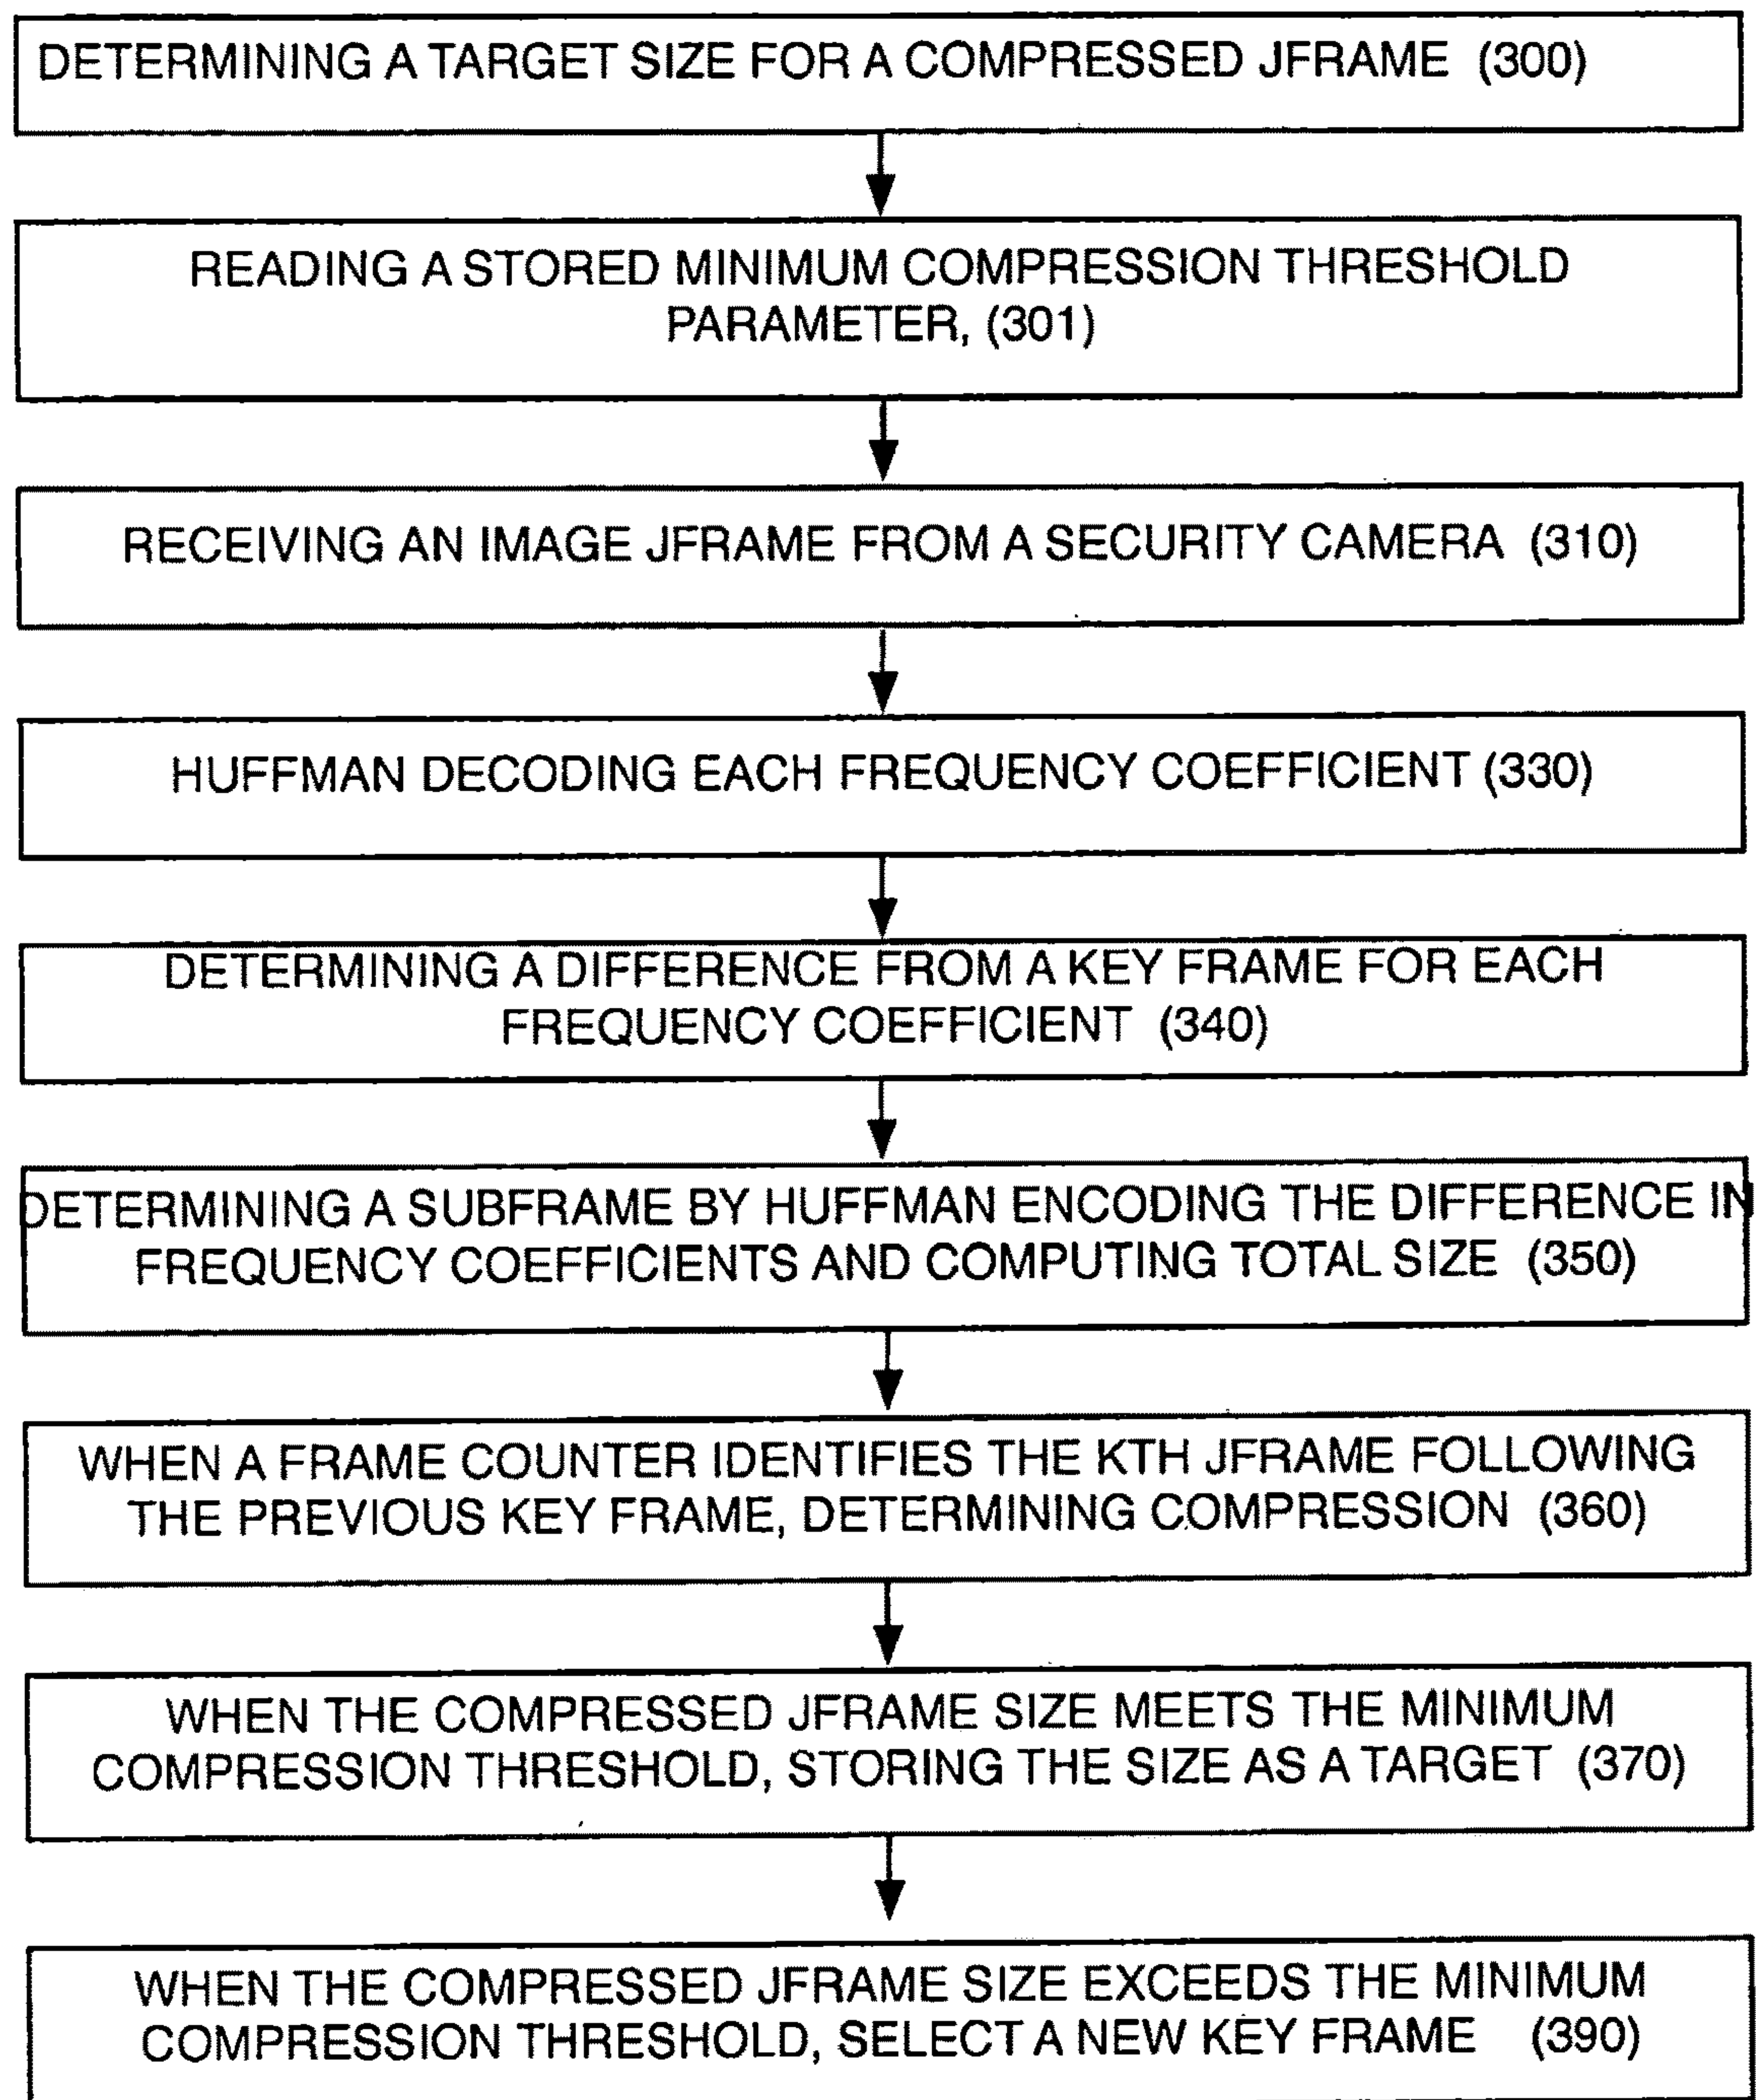 DETERMINING A TARGET SIZE FOR A COMPRESSED JFRAME (300)
READING A STORED MINIMUM COMPRESSION THRESHOLD
PARAMETER, (301)
RECEIVING AN IMAGE JFRAME FROM A SECURITY CAMERA (310)
HUFFMAN DECODING EACH FREQUENCY COEFFICIENT (330)
DETERMINING A DIFFERENCE FROM A KEY FRAME FOR EACH
FREQUENCY COEFFICIENT (340)
DETERMINING A SUBFRAME BY HUFFMAN ENCODING THE DIFFERENCE IN
FREQUENCY COEFFICIENTS AND COMPUTING TOTAL SIZE (350)
WHEN A FRAME COUNTER IDENTIFIES THE KTH JFRAME FOLLOWING
THE PREVIOUS KEY FRAME, DETERMINING COMPRESSION (360)
WHEN THE COMPRESSED JFRAME SIZE MEETS THE MINIMUM
COMPRESSION THRESHOLD, STORING THE SIZE AS A TARGET (370)
WHEN THE COMPRESSED JFRAME SIZE EXCEEDS THE MINIMUM
COMPRESSION THRESHOLD, SELECT A NEW KEY FRAME (390)